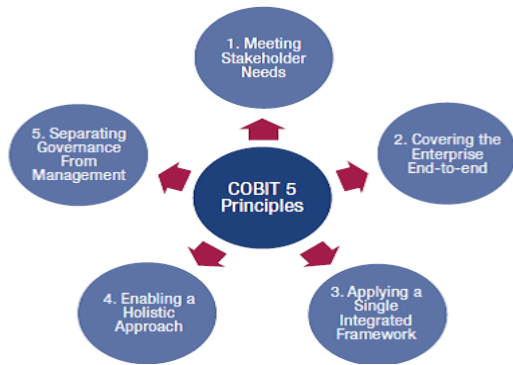 1. Meeting
Stakeholder
Needs
5. Separating
Governance
From
Management
2. Covering the
Enterprise
End-to-end
COBIT 5
Principles
4. Enabling a
Holistic
Approach
3. Applying a
Single
Integrated
Framework